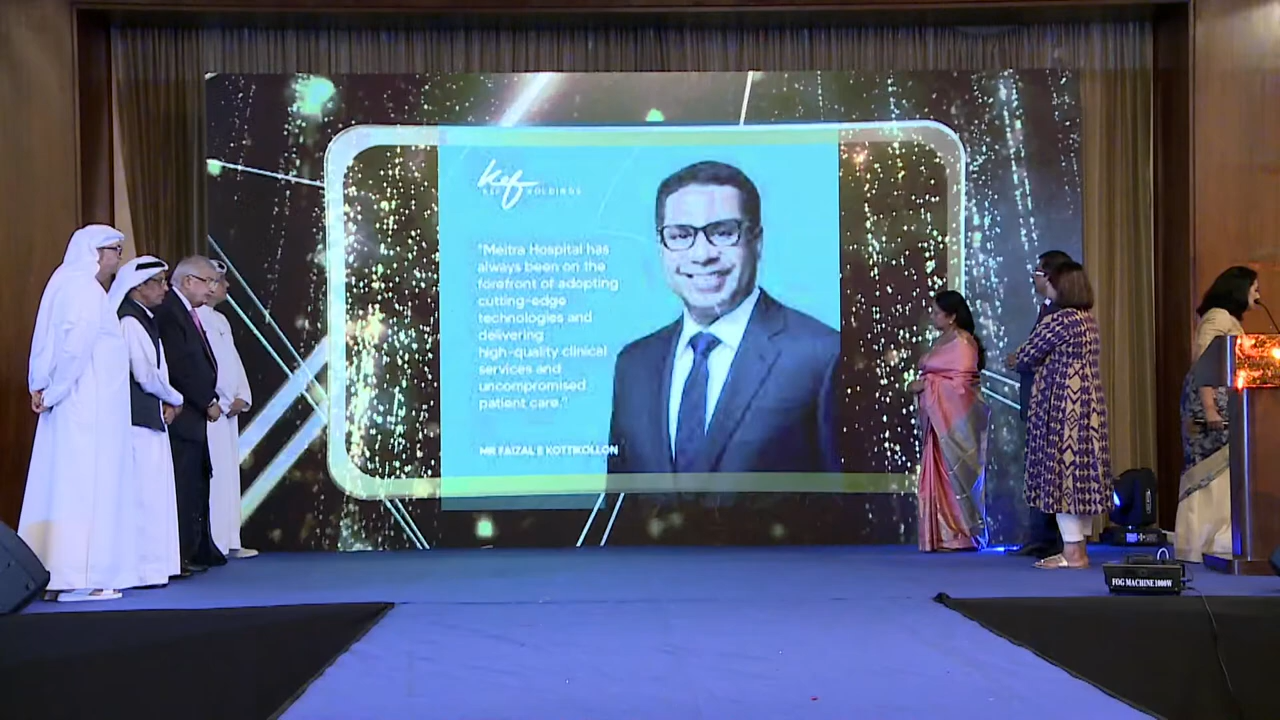 Kef
KEF HOLDINGS
"Meitra Hospital has
always been on the
forefront of adopting
cutting-edge
technologies and
delivering
high-quality clinical
services and
uncompromised
patient care."
MR FAIZAL E KOTTIKOLLON
FOG MACHINE 1000W